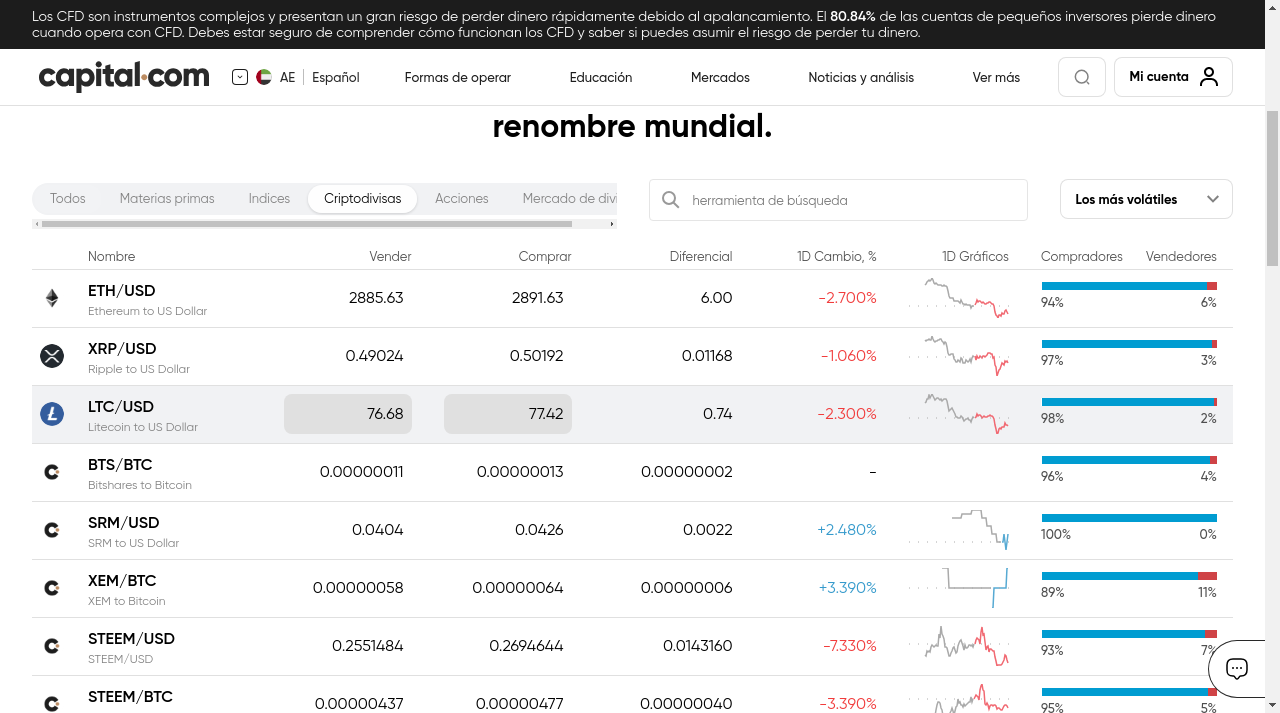 Los CFD son instrumentos complejos y presentan un gran riesgo de perder dinero rápidamente debido al apalancamiento. El 80.84% de las cuentas de pequeños inversores pierde dinero
cuando opera con CFD. Debes estar seguro de comprender cómo funcionan los CFD y saber si puedes asumir el riesgo de perder tu dinero.
capital.com AE Español Formas de operar Educación Mercados Noticias y análisis Ver más Mi cuenta
renombre mundial.
Todos Materias primas Indices Criptodivisas Acciones Mercado de divi herramienta de búsqueda Los más volátiles
Nombre Vender Comprar Diferencial 1D Cambio, % 1D Gráficos Compradores Vendedores
ETH/USD 2885.63 2891.63 6.00 -2.700%
Ethereum to US Dollar 94% 6%
XRP/USD 0.49024 0.50192 0.01168 -1.060%
Ripple to US Dollar 97% 3%
LTC/USD 76.68 77.42 0.74 -2.300%
Litecoin to US Dollar 98% 2%
BTS/BTC 0.00000011 0.00000013 0.00000002 -
Bitshares to Bitcoin 96% 4%
SRM/USD 0.0404 0.0426 0.0022 +2.480%
SRM to US Dollar 100% 0%
XEM/BTC 0.00000058 0.00000064 0.00000006 +3.390%
XEM to Bitcoin 89% 11%
STEEM/USD 0.2551484 0.2694644 0.0143160 -7.330%
STEEM/USD 93% 7%
STEEM/BTC 0.00000437 0.00000477 0.00000040 -3.390%
95% 5%